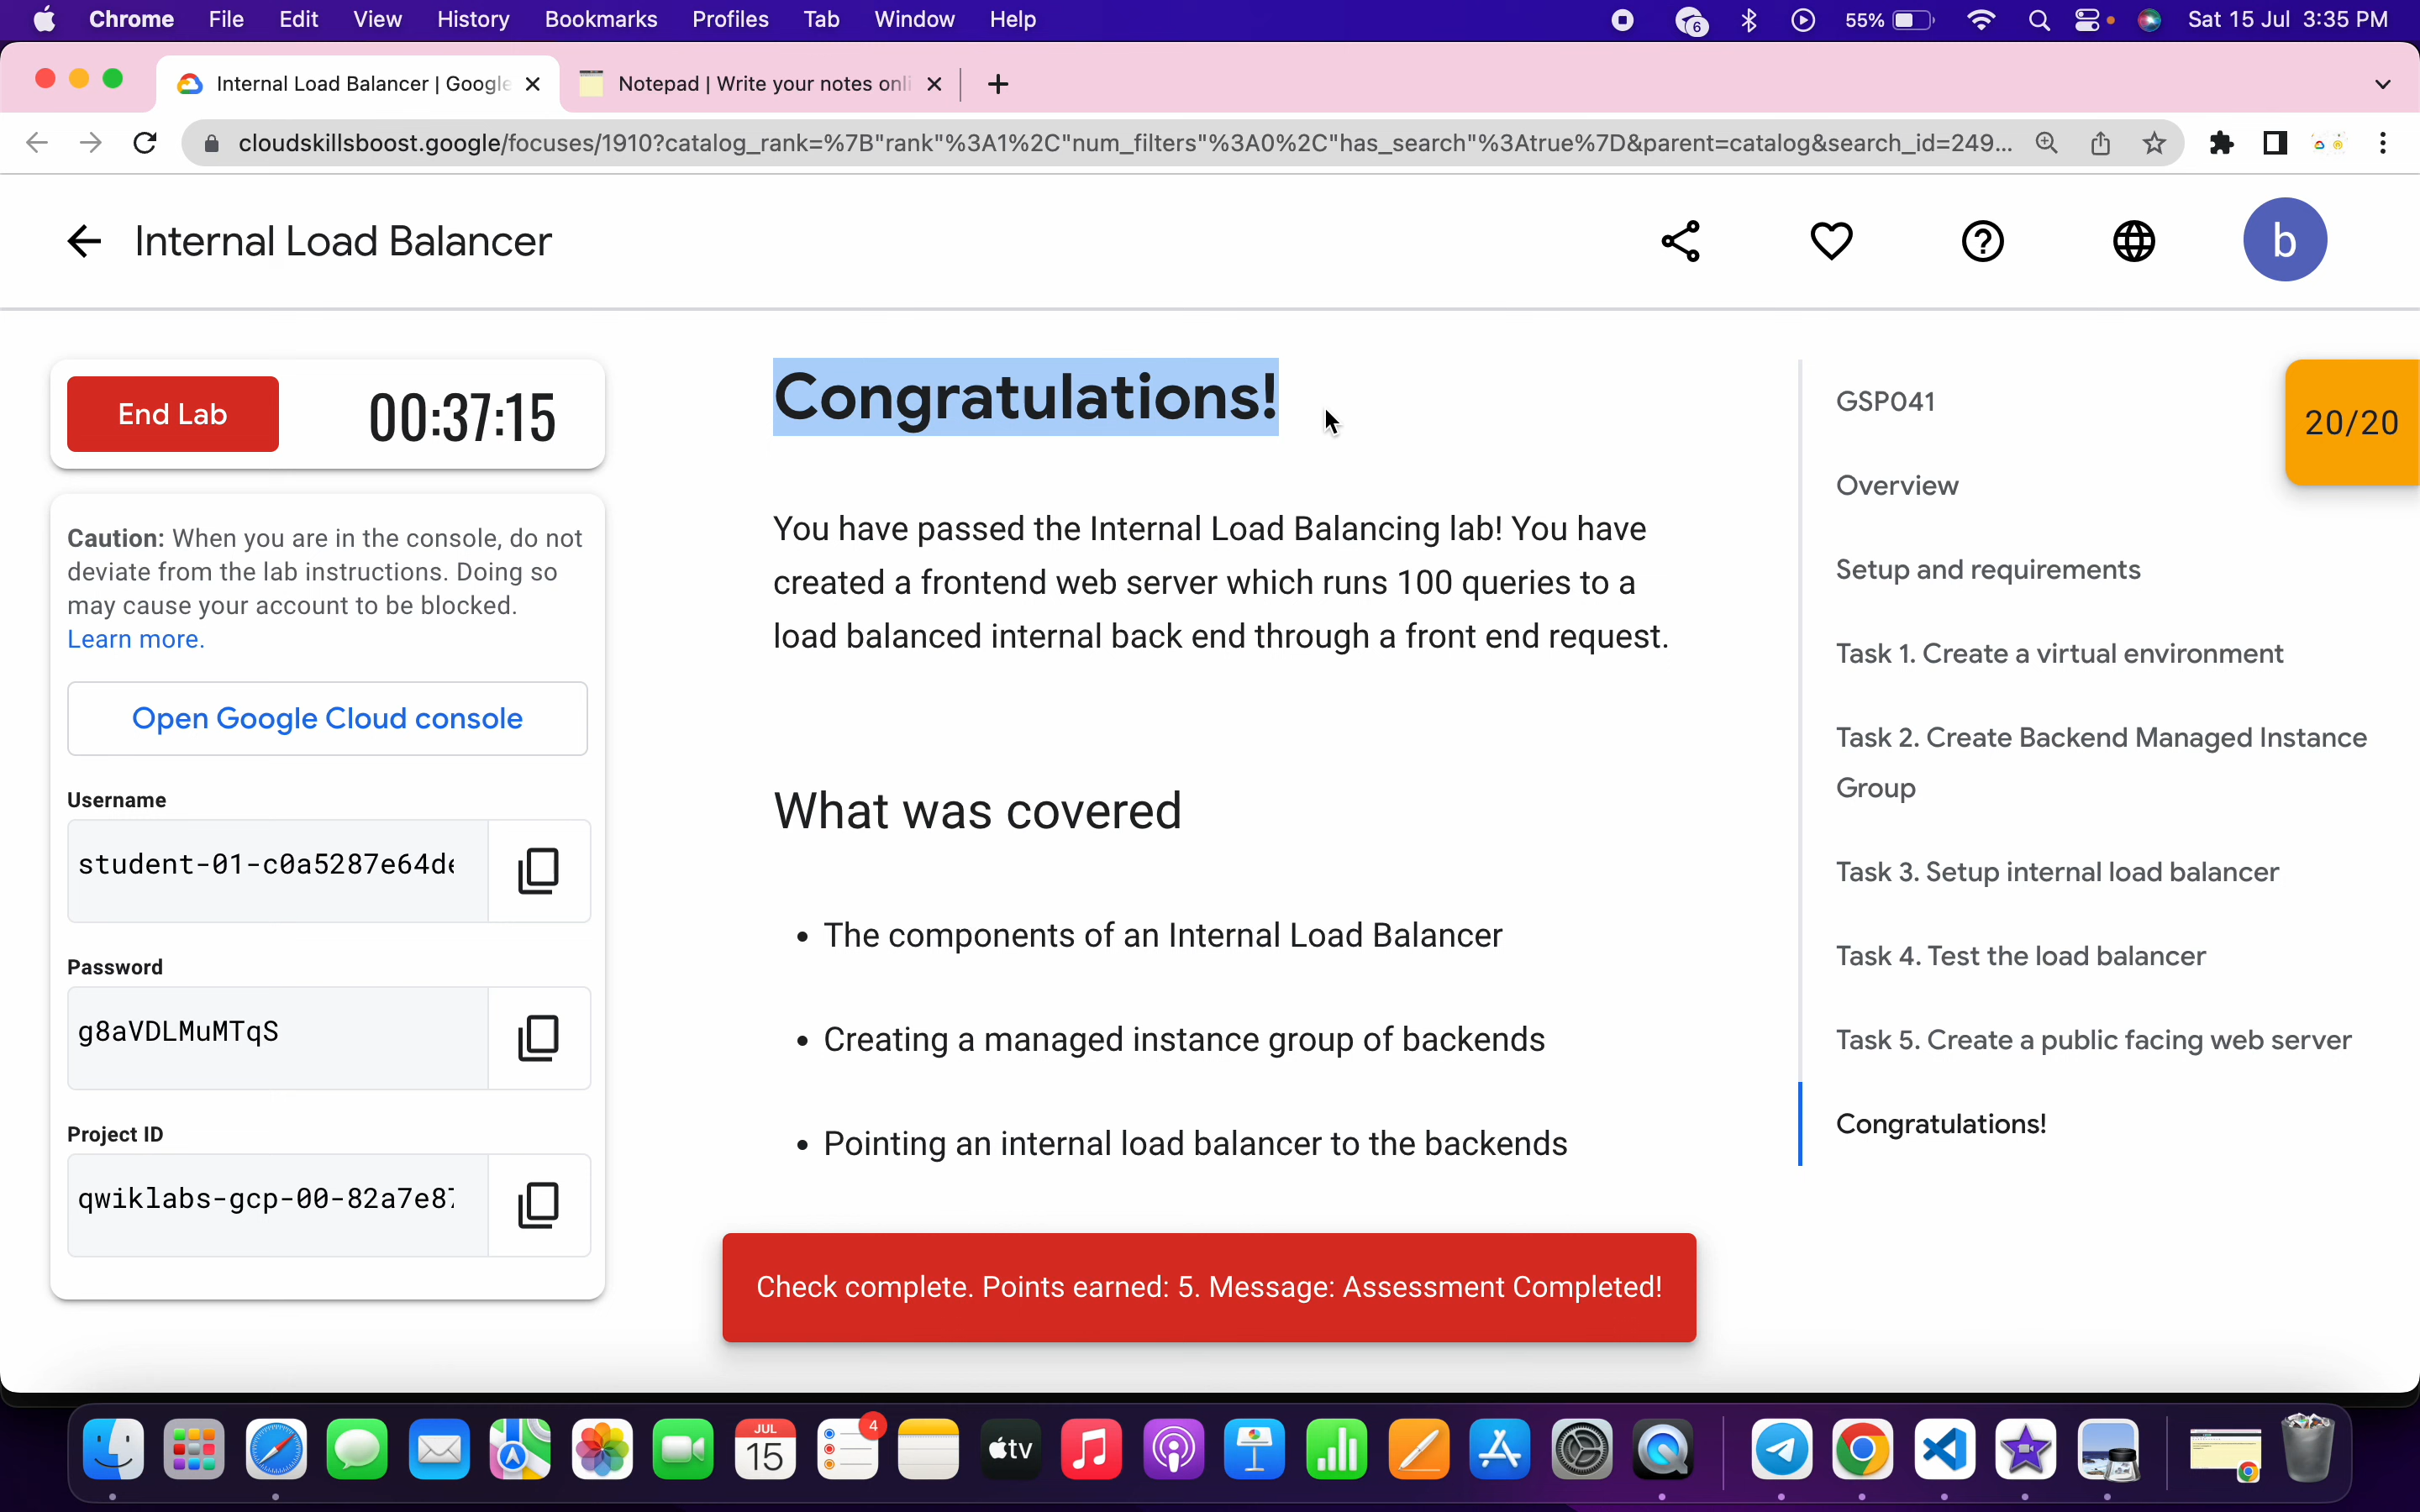 Chrome File Edit View History Bookmarks Profiles Tab Window Help 6 55% Sat 15 Jul 3:35 PM
Internal Load Balancer | Google Notepad | Write your notes onli
cloudskillsboost.google/focuses/1910?catalog_rank=%7B"rank"%3A1%2C"num_filters"%3A0%2C"has_search"%3Atrue%7D&parent=catalog&search_id=249...
Internal Load Balancer
b
End Lab 00:37:15
Caution: When you are in the console, do not
deviate from the lab instructions. Doing so
may cause your account to be blocked.
Learn more.
Open Google Cloud console
Username
student-01-c0a5287e64de
Password
g8aVDLMuMTqS
Project ID
qwiklabs-gcp-00-82a7e87
Congratulations!
You have passed the Internal Load Balancing lab! You have
created a frontend web server which runs 100 queries to a
load balanced internal back end through a front end request.
What was covered
• The components of an Internal Load Balancer
• Creating a managed instance group of backends
• Pointing an internal load balancer to the backends
Check complete. Points earned: 5. Message: Assessment Completed!
GSP041
Overview
Setup and requirements
Task 1. Create a virtual environment
Task 2. Create Backend Managed Instance
Group
Task 3. Setup internal load balancer
Task 4. Test the load balancer
Task 5. Create a public facing web server
Congratulations!
20/20
JUL
15
4
tv